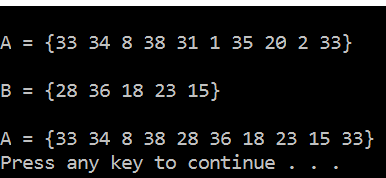 A = {33 34 8 38 31 1 35 20 2 33}
B = {28 36 18 23 15}
A = {33 34 8 38 28 36 18 23 15 33}
Press any key to continue . . .